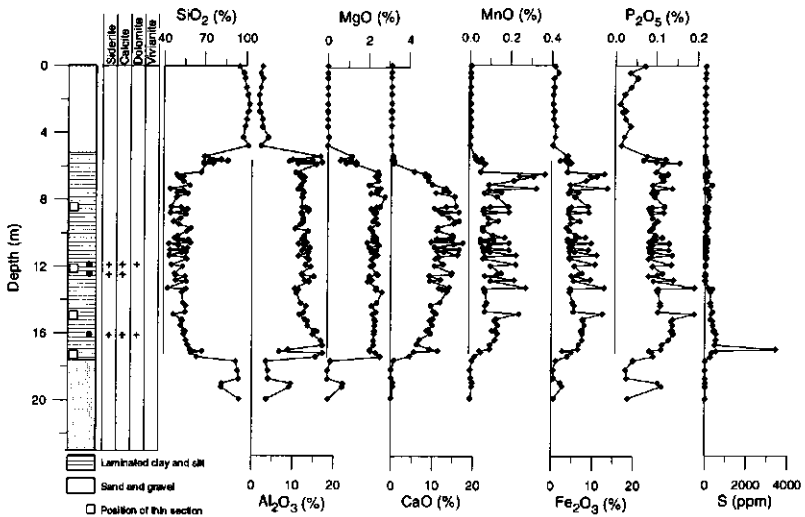 SiO2 (%) MgO (%) MnO (%) P2O5 (%)
Siderite Calcite Dolomite Vivianite
40 70 100 0 2 4 0.0 0.2 0.4 0.0 0.1 0.2
0
4
8
12
16
20
Depth (m)
0 10 20 0 10 20 0 10 20 0 2000 4000
Al2O3 (%) CaO (%) Fe2O3 (%) S (ppm)
Laminated clay and silt
Sand and gravel
Position of thin section